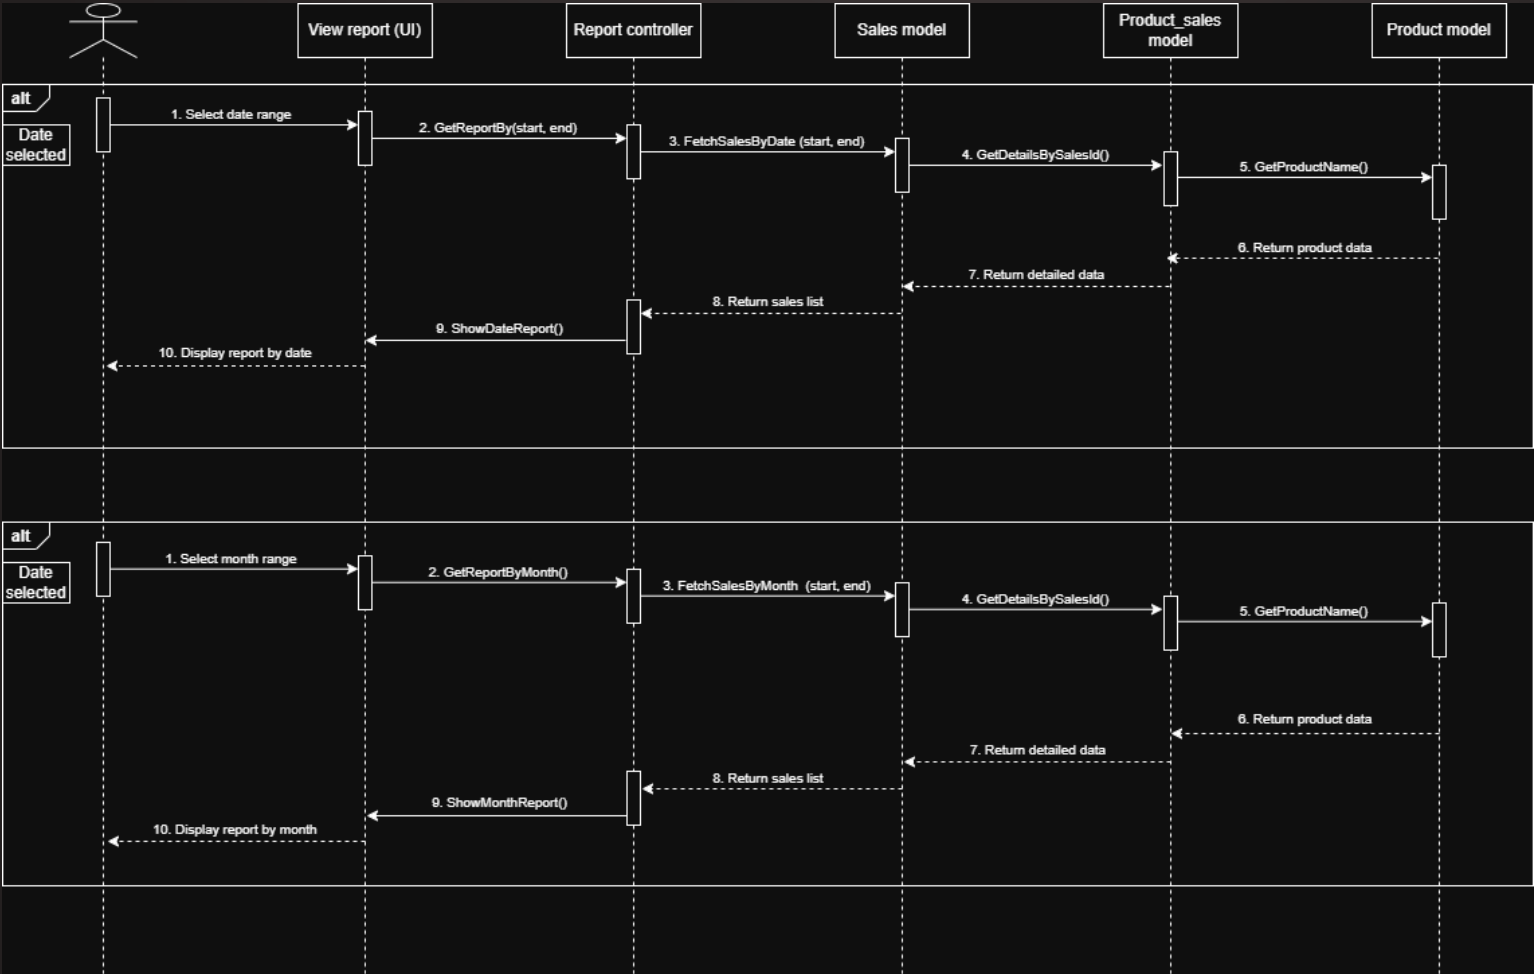 View report (UI)
Report controller
Sales model
Product_sales
model
Product model
alt
Date
selected
1. Select date range
2. GetReportBy(start, end)
3. FetchSalesByDate (start, end)
4. GetDetailsBySalesId()
5. GetProductName()
6. Return product data
7. Return detailed data
8. Return sales list
9. ShowDateReport()
10. Display report by date
alt
Date
selected
1. Select month range
2. GetReportByMonth()
3. FetchSalesByMonth  (start, end)
4. GetDetailsBySalesId()
5. GetProductName()
6. Return product data
7. Return detailed data
8. Return sales list
9. ShowMonthReport()
10. Display report by month